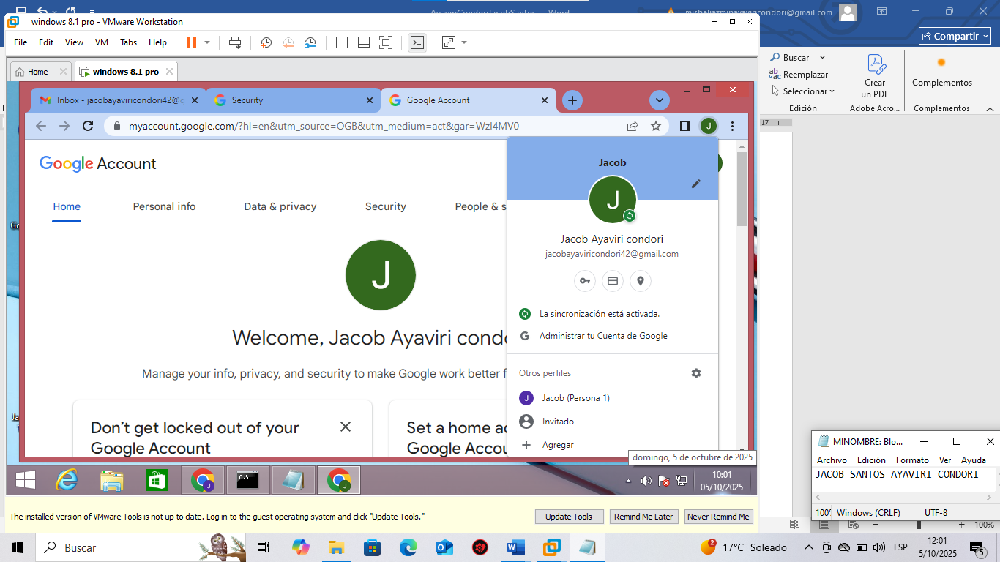 AyaviriCondoriJacobSantos - Word
misheliazminayaviricondori@gmail.com
windows 8.1 pro - VMware Workstation
Compartir
File Edit View VM Tabs Help
Home
windows 8.1 pro
Buscar
Reemplazar
Seleccionar
Edición
Crear
un PDF
Adobe Acro...
Complementos
Complementos
Inbox - jacobayaviricondori42@g
Security
Google Account
myaccount.google.com/?hl=en&utm_source=OGB&utm_medium=act&gar=WzI4MV0
17
Google Account
Home
Personal info
Data & privacy
Security
People & s
J
Welcome, Jacob Ayaviri condo
Manage your info, privacy, and security to make Google work better f
Don't get locked out of your
Google Account
Set a home ad
Google Account
J
Jacob
J
Jacob Ayaviri condori
jacobayaviricondori42@gmail.com
La sincronización está activada.
G Administrar tu Cuenta de Google
Otros perfiles
J Jacob (Persona 1)
Invitado
Agregar
domingo, 5 de octubre de 2025
10:01
05/10/2025
The installed version of VMware Tools is not up to date. Log in to the guest operating system and click "Update Tools."
Update Tools
Remind Me Later
Never Remind Me
MINOMBRE: Blo...
Archivo Edición Formato Ver Ayuda
JACOB SANTOS AYAVIRI CONDORI
100%
Windows (CRLF)
UTF-8
100%
Buscar
2
17°C Soleado
ESP
12:01
5/10/2025
5